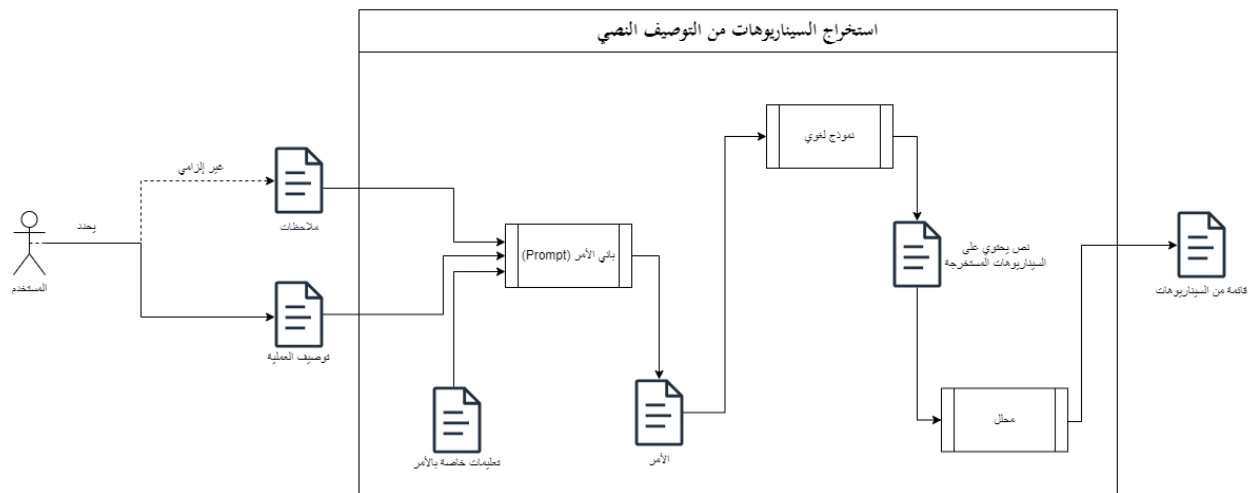 استخراج السيناريوهات من التوصيف النصي
نموذج لغوي
غير إلزامي
ملاحظات
يحدد
المستخدم
باني الأمر (Prompt)
نص يحتوي على
السيناريوهات المستخرجة
قائمة من السيناريوهات
توصيف العملية
تعليمات خاصة بالأمر
الأمر
محلل